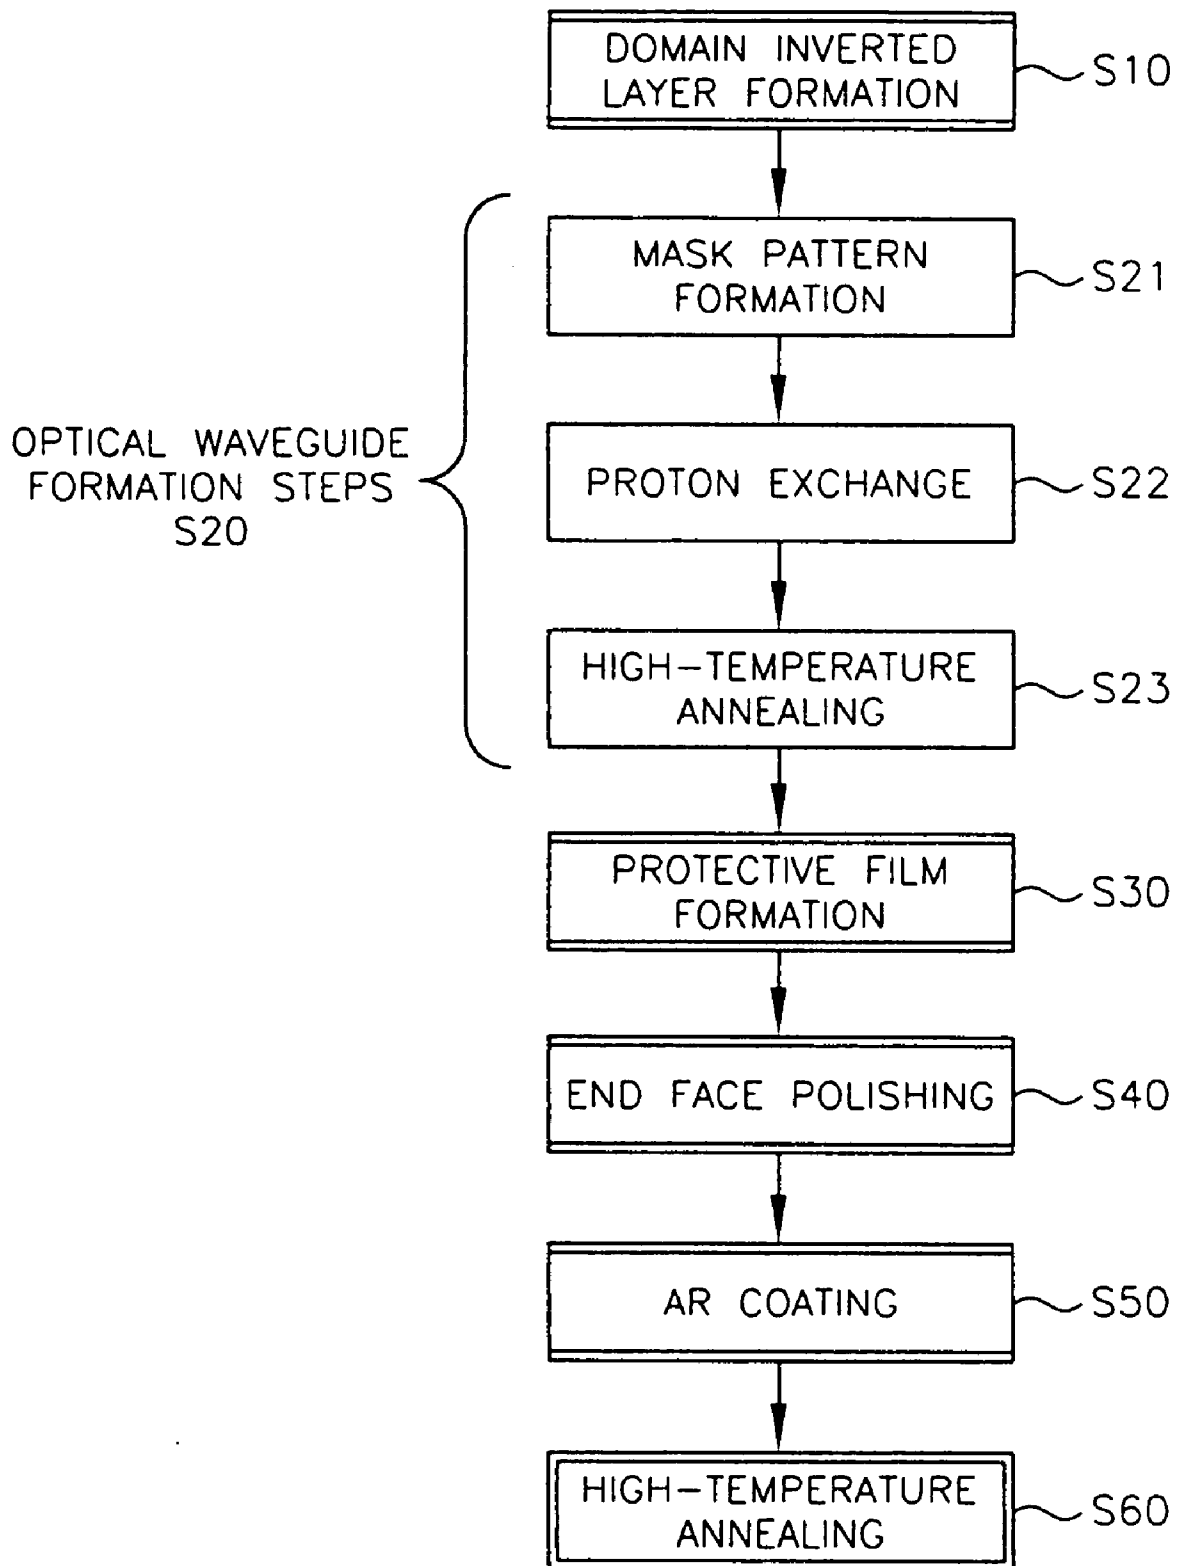 DOMAIN INVERTED
LAYER FORMATION
S10
MASK PATTERN
FORMATION
S21
OPTICAL WAVEGUIDE
FORMATION STEPS
S20
PROTON EXCHANGE
S22
HIGH-TEMPERATURE
ANNEALING
S23
PROTECTIVE FILM
FORMATION
S30
END FACE POLISHING
S40
AR COATING
S50
HIGH-TEMPERATURE
ANNEALING
S60